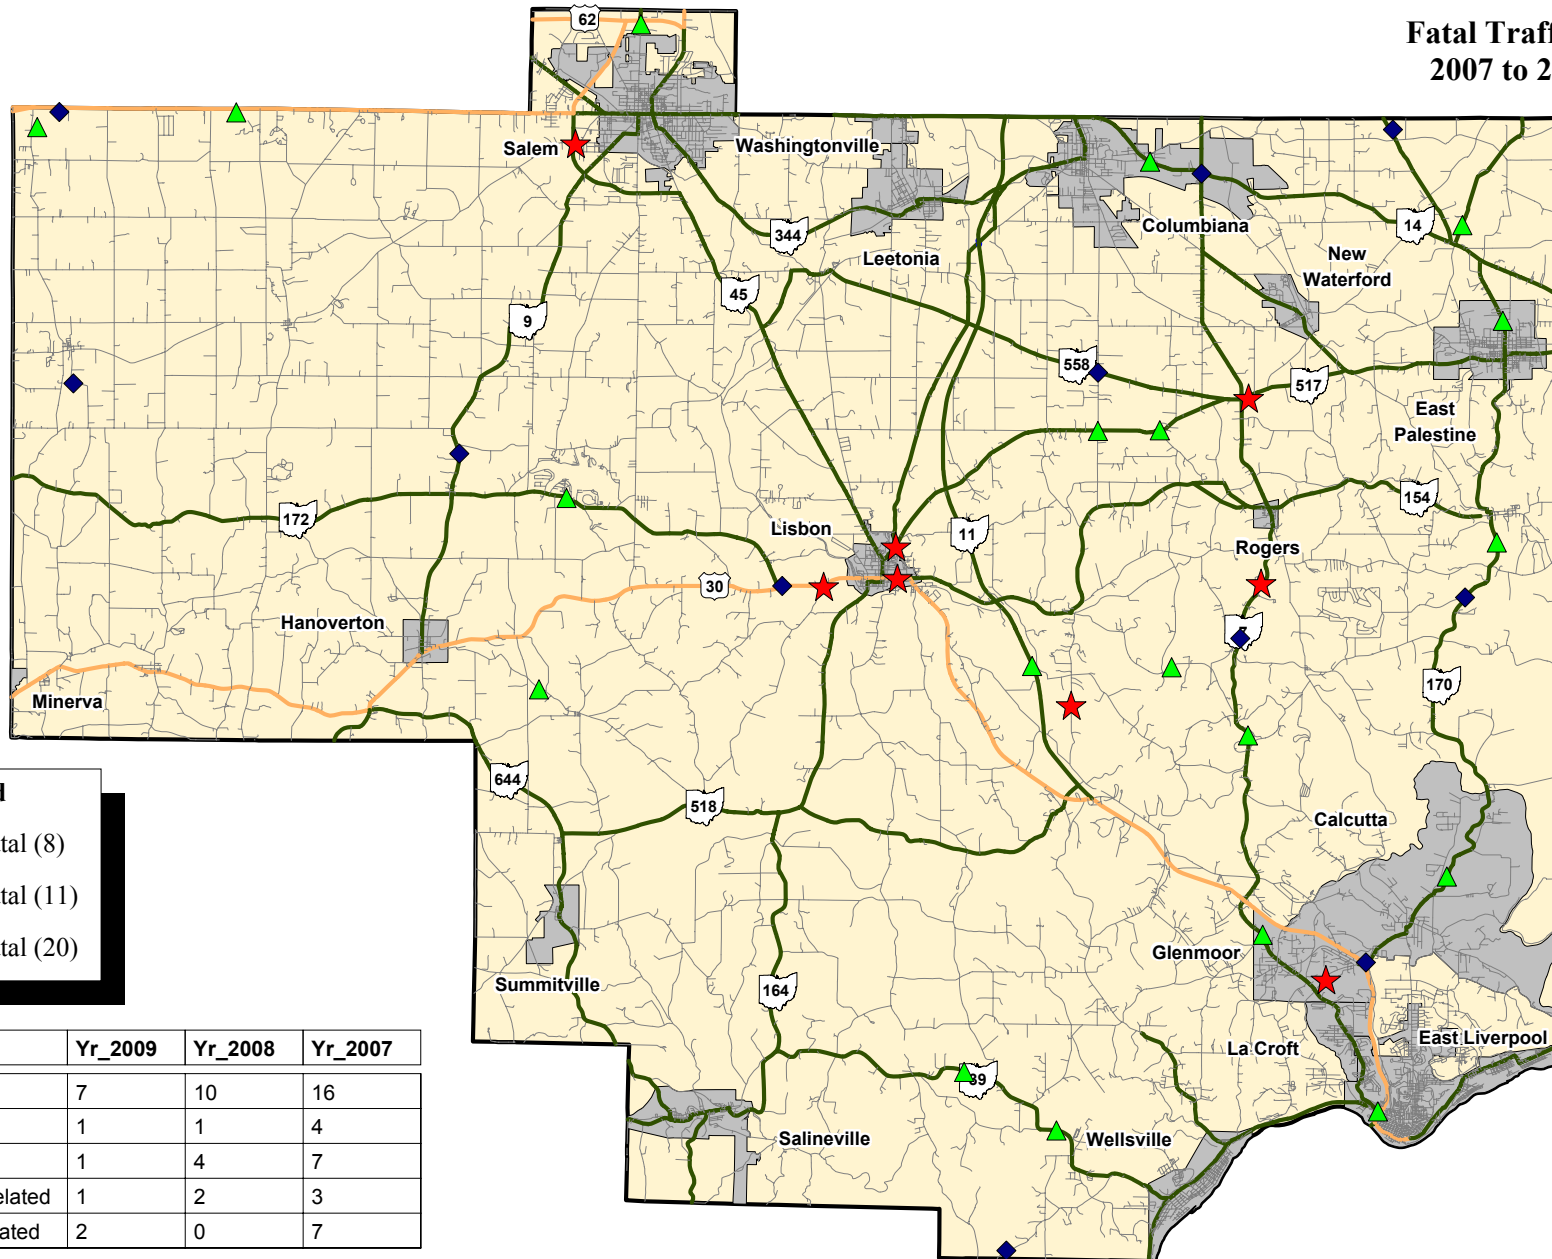 Fatal Traff
2007 to 2
62
Salem
Washingtonville
344
Leetonia
Columbiana
14
New
Waterford
45
9
558
517
East
Palestine
172
Lisbon
11
154
Rogers
30
Hanoverton
7
170
Minerva
644
518
Calcutta
d
tal (8)
tal (11)
tal (20)
Glenmoor
Summitville
164
La Croft
East Liverpool
39
Salineville
Wellsville
Yr_2009 Yr_2008 Yr_2007
7 10 16
1 1 4
1 4 7
elated 1 2 3
ated 2 0 7